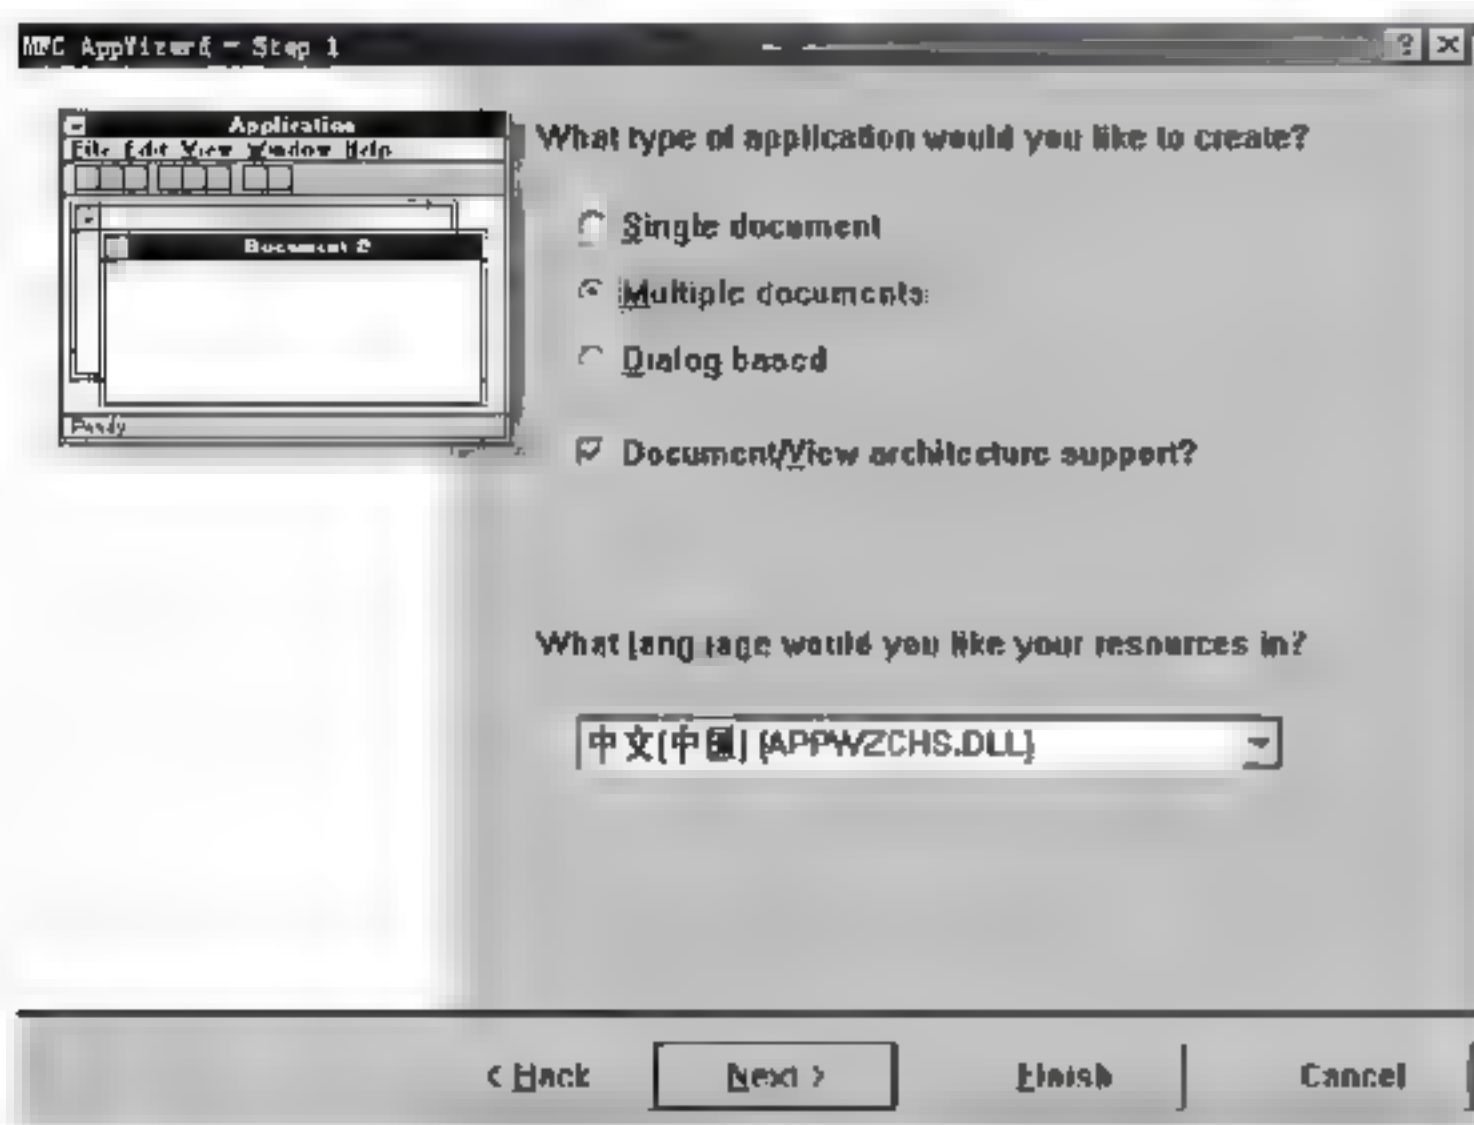 MFC AppWizard - Step 1
Application
File Edit View Window Help
Document 2
Ready
What type of application would you like to create?
Single document
Multiple documents
Dialog based
Document/View architecture support?
What language would you like your resources in?
中文(中国) (APPWZCHS.DLL)
< Back Next > Finish Cancel